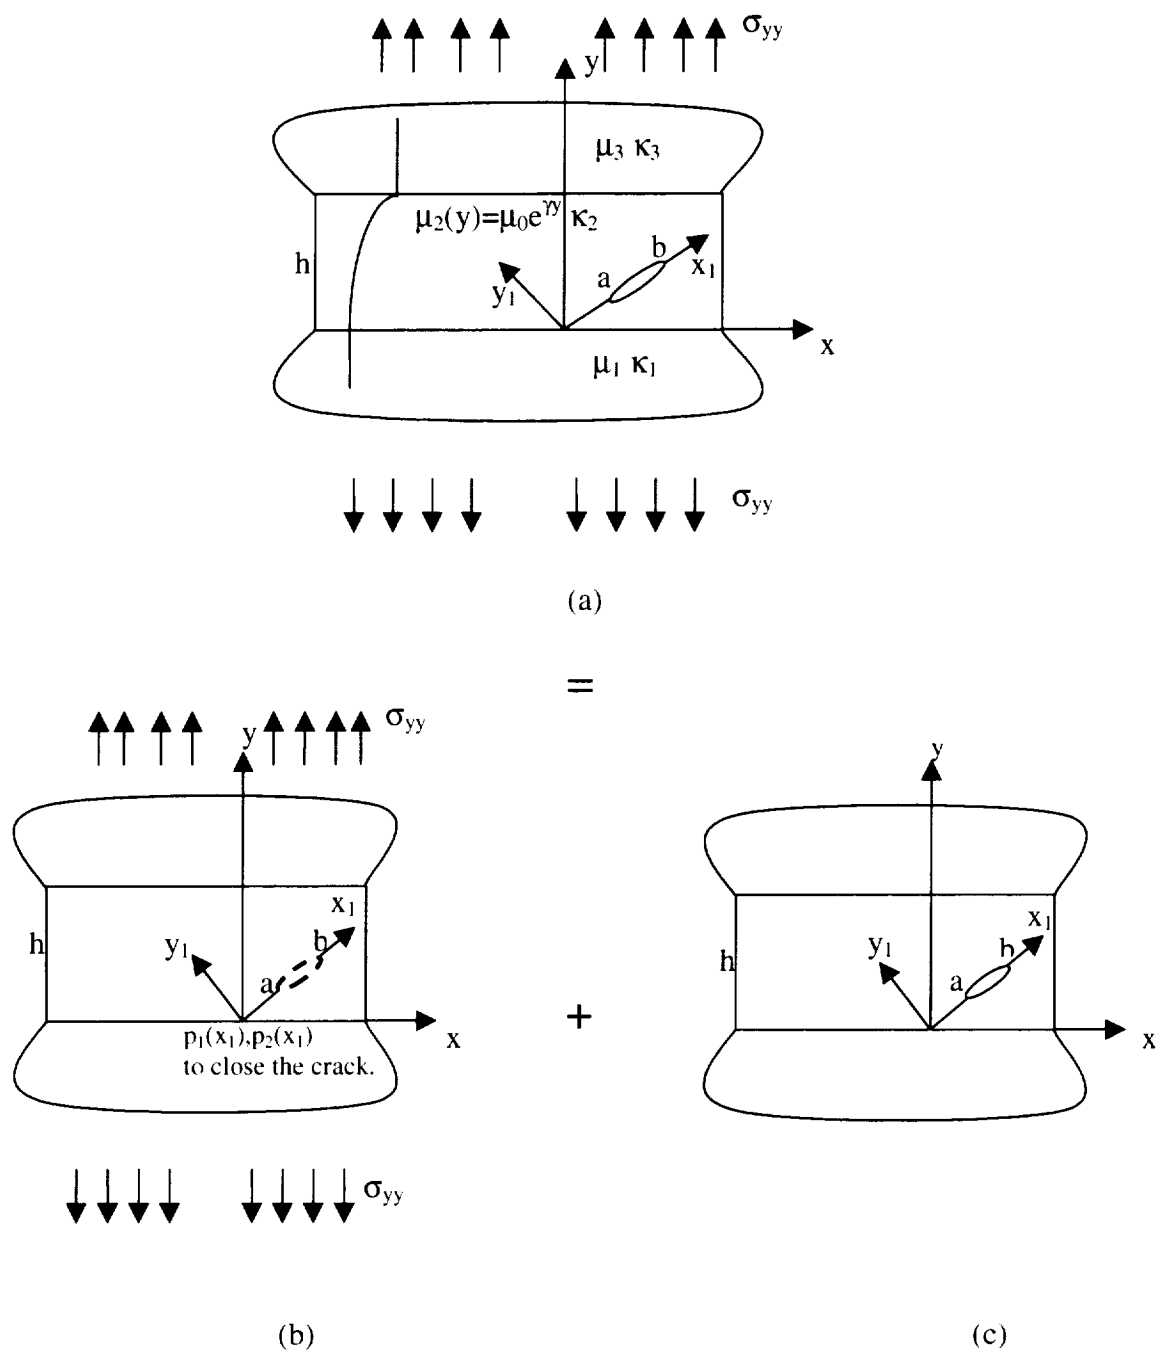 σyy
y
μ3 κ3
μ2(y)=μ0e^γy κ2
h
b
a
x1
y1
x
μ1 κ1
σyy
(a)
=
σyy
y
x1
y1
b
h
a
x
p1(x1),p2(x1)
to close the crack.
σyy
(b)
+
y
x1
y1
b
h
a
x
(c)